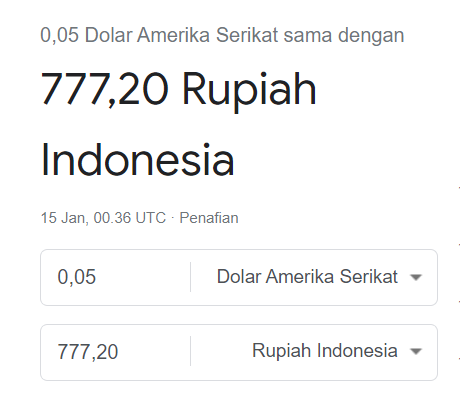 0,05 Dolar Amerika Serikat sama dengan
777,20 Rupiah
Indonesia
15 Jan, 00.36 UTC · Penafian
0,05 Dolar Amerika Serikat
777,20 Rupiah Indonesia